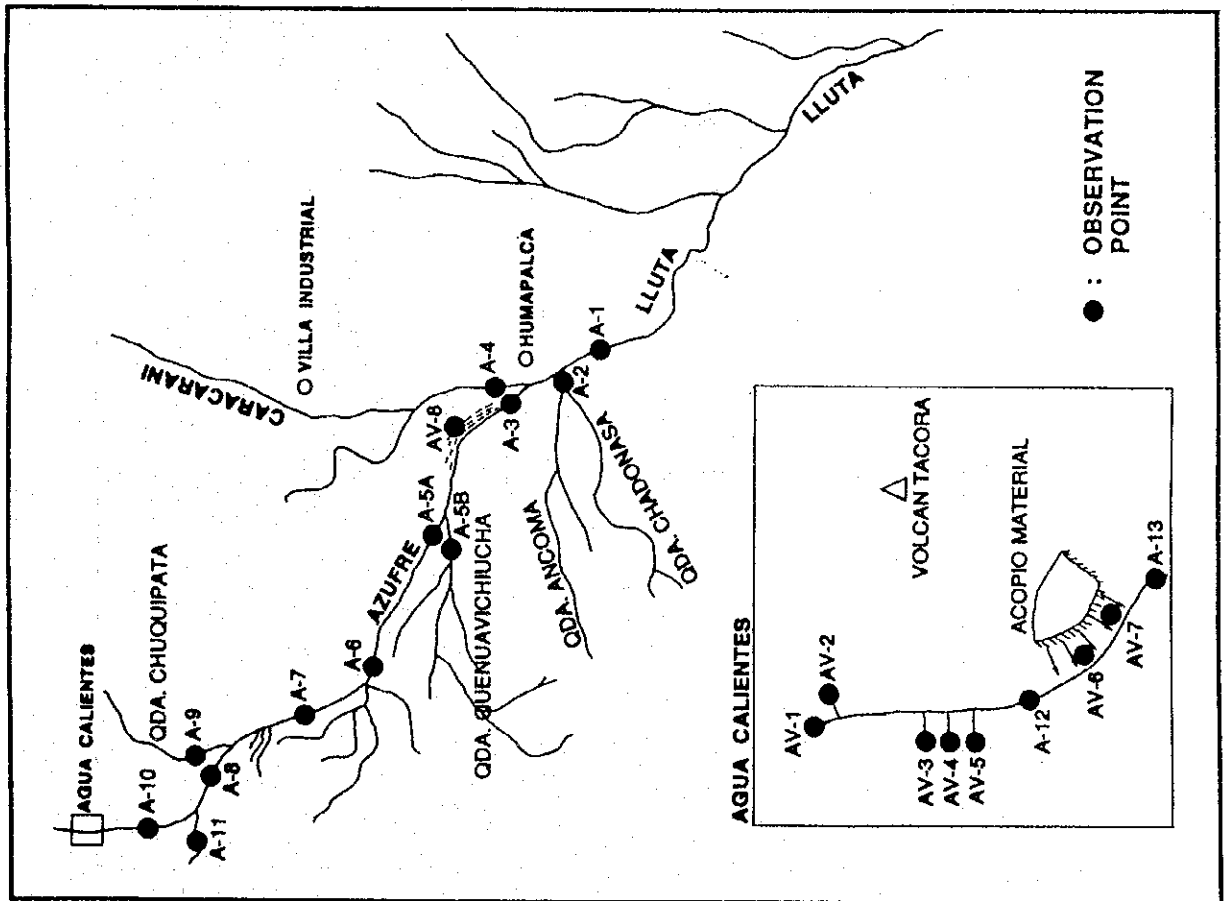 AGUA CALIENTES
A-10
A-11
A-9
A-8
QDA. CHUQUIPATA
A-7
A-6
AZUFRE
A-5A
A-5B
QDA. QUENUAVICHIUCHA
AV-8
CARACARANI
VILLA INDUSTRIAL
A-4
A-3
HUMAPALCA
A-2
A-1
QDA. ANCOMA
QDA. CHADONASA
LLUTA
LLUTA
AGUA CALIENTES
AV-1
AV-2
AV-3
AV-4
AV-5
A-12
AV-6
AV-7
A-13
ACOPIO MATERIAL
VOLCAN TACORA
: OBSERVATION
POINT